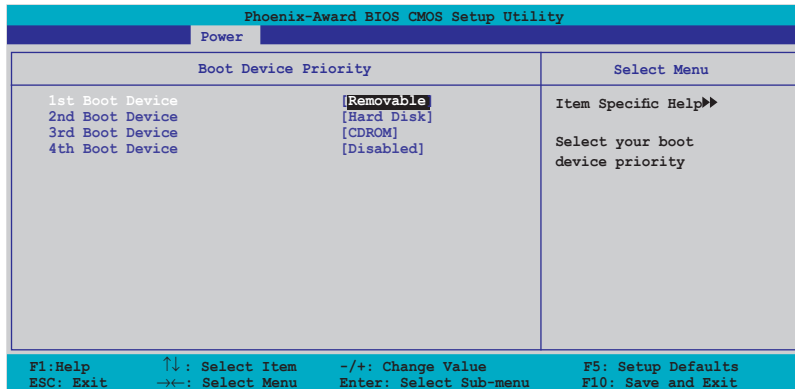 Phoenix-Award BIOS CMOS Setup Utility
Power
Boot Device Priority
Select Menu
1st Boot Device [Removable]
2nd Boot Device [Hard Disk]
3rd Boot Device [CDROM]
4th Boot Device [Disabled]
Item Specific Help▶▶
Select your boot
device priority
F1:Help ↑↓: Select Item -/+: Change Value F5: Setup Defaults
ESC: Exit →←: Select Menu Enter: Select Sub-menu F10: Save and Exit